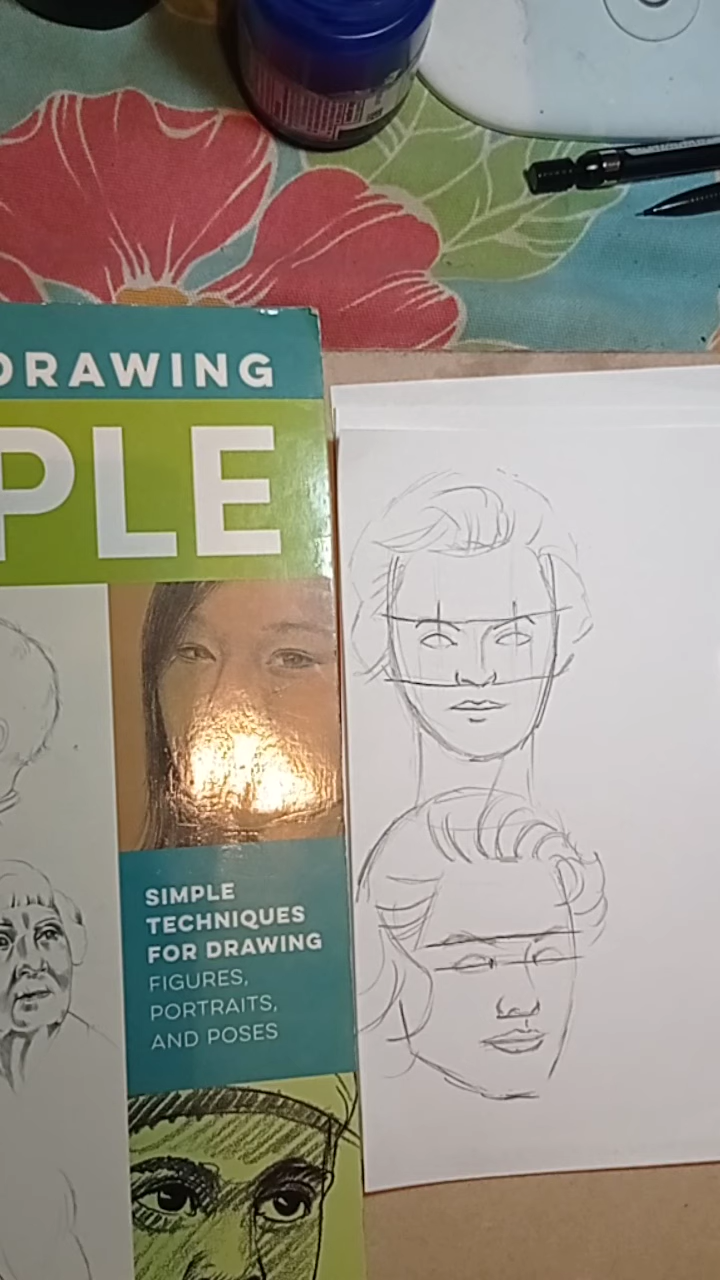 DRAWING
PLE
SIMPLE
TECHNIQUES
FOR DRAWING
FIGURES,
PORTRAITS,
AND POSES